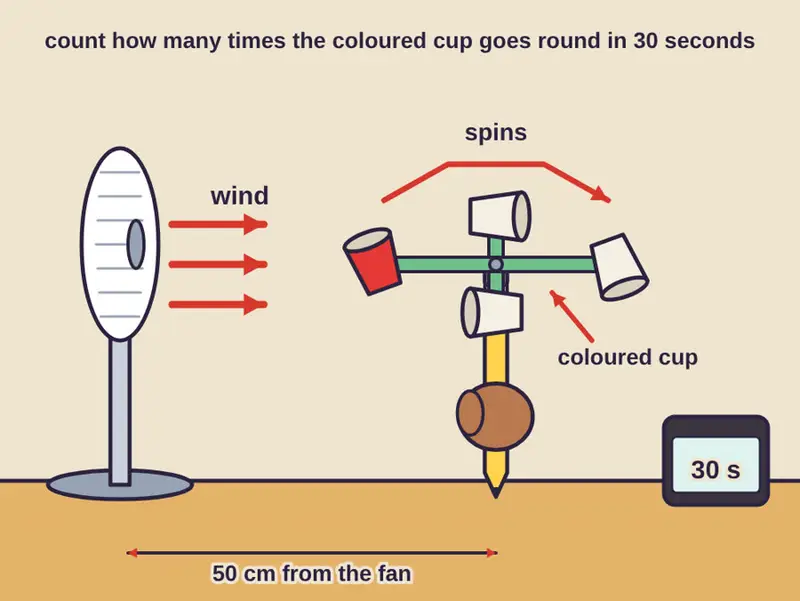 count how many times the coloured cup goes round in 30 seconds
spins
wind
coloured cup
30 s
50 cm from the fan